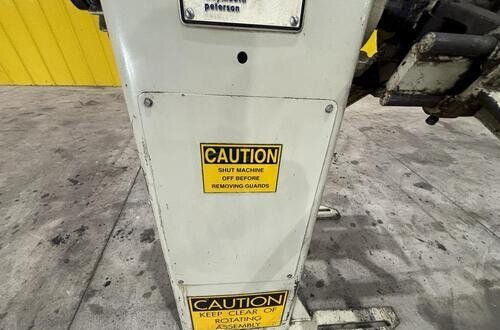 peterson
CAUTION
SHUT MACHINE
OFF BEFORE
REMOVING GUARDS
CAUTION
KEEP CLEAR OF
ROTATING
ASSEMBLY